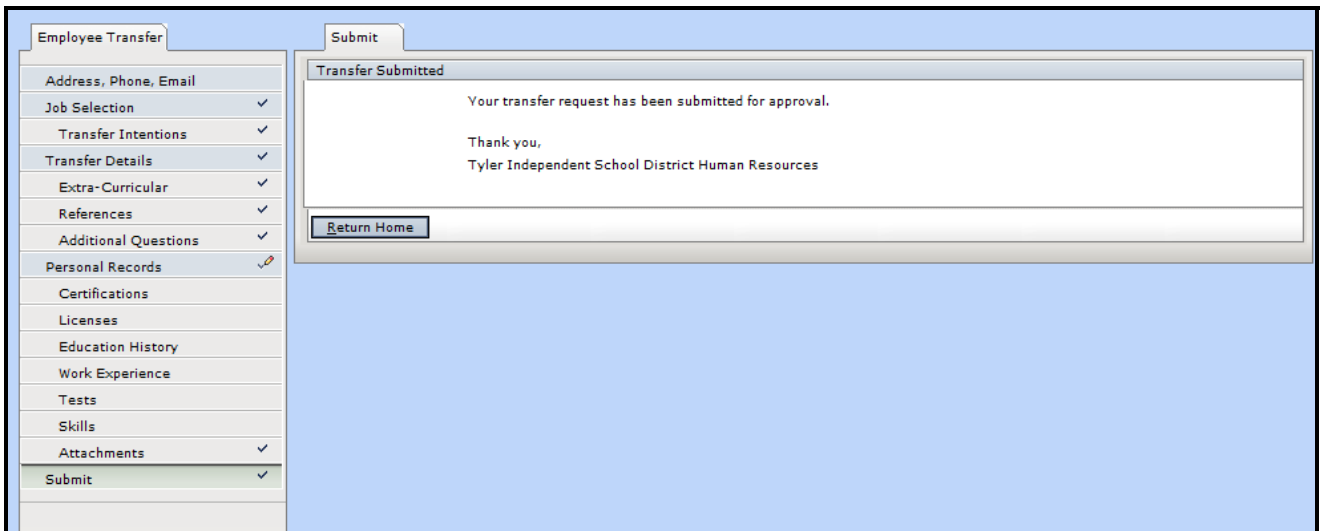 Employee Transfer
Address, Phone, Email
Job Selection
Transfer Intentions
Transfer Details
Extra-Curricular
References
Additional Questions
Personal Records
Certifications
Licenses
Education History
Work Experience
Tests
Skills
Attachments
Submit
Submit
Transfer Submitted
Your transfer request has been submitted for approval.
Thank you,
Tyler Independent School District Human Resources
Return Home